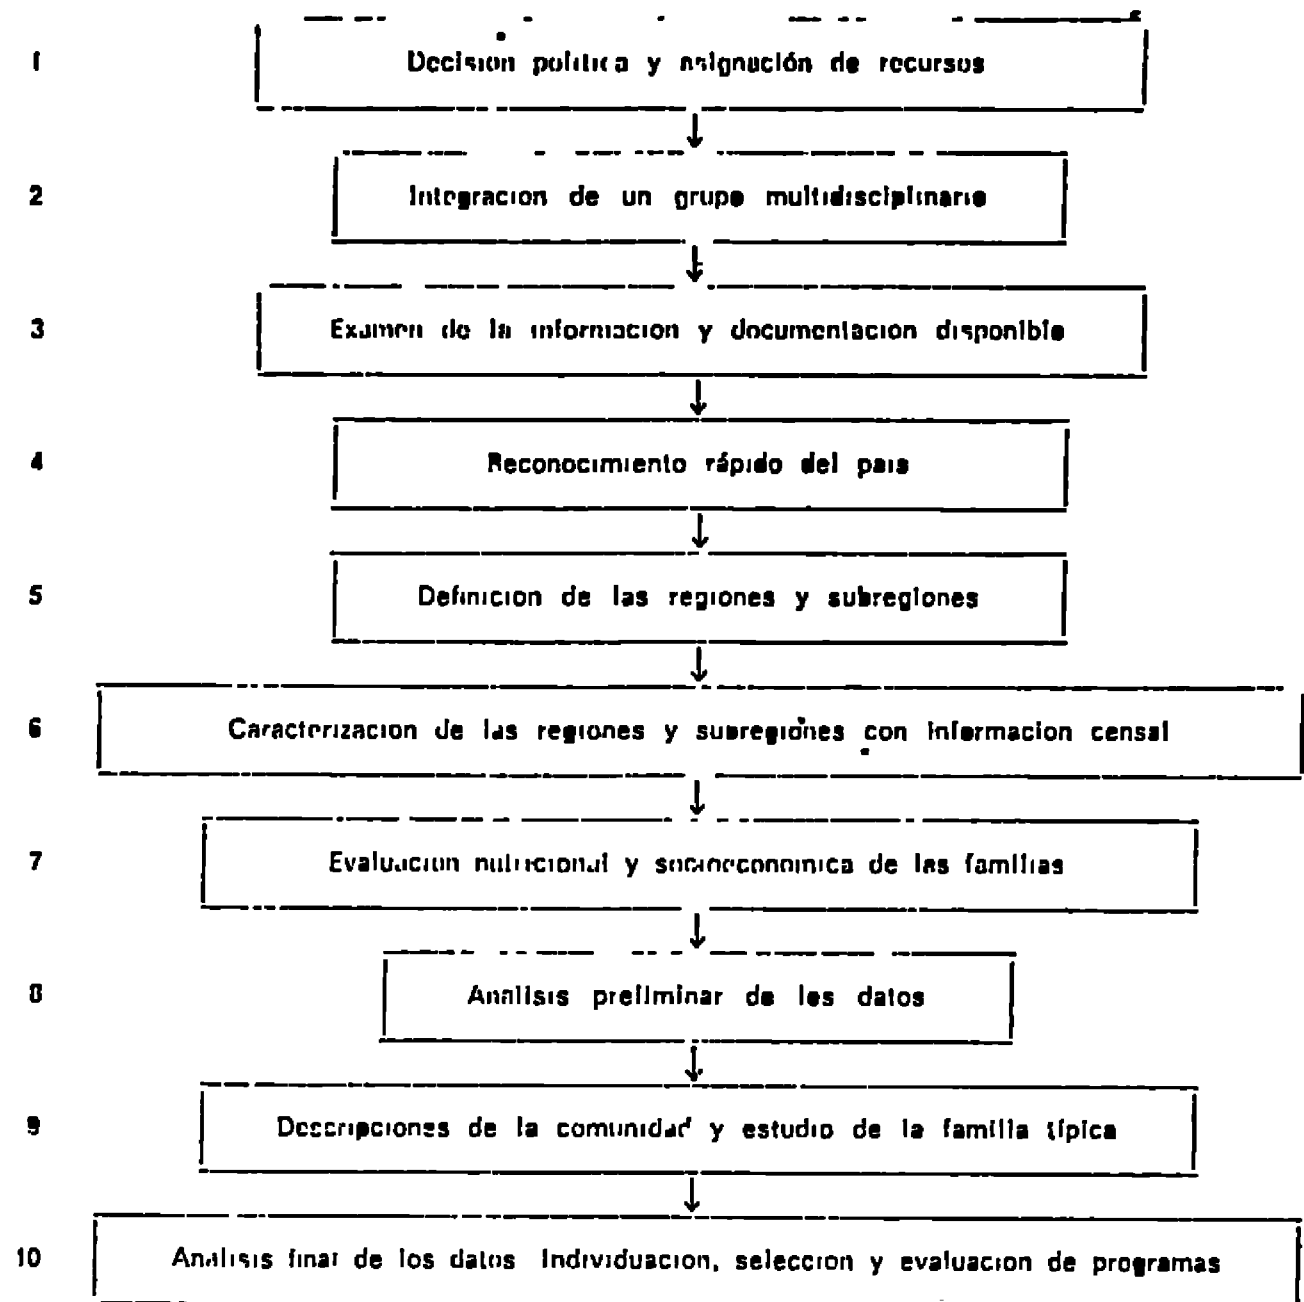 1 Decision politica y asignación de recursos
2 Integracion de un grupo multidisciplinario
3 Examen de la informacion y documentacion disponible
4 Reconocimiento rápido del pais
5 Definicion de las regiones y subregiones
6 Caracterizacion de las regiones y subregiones con informacion censal
7 Evaluacion nutricional y socioeconomica de las familias
8 Analisis preliminar de los datos
9 Descripciones de la comunidad y estudio de la familia típica
10 Analisis final de los datos Individuacion, seleccion y evaluacion de programas